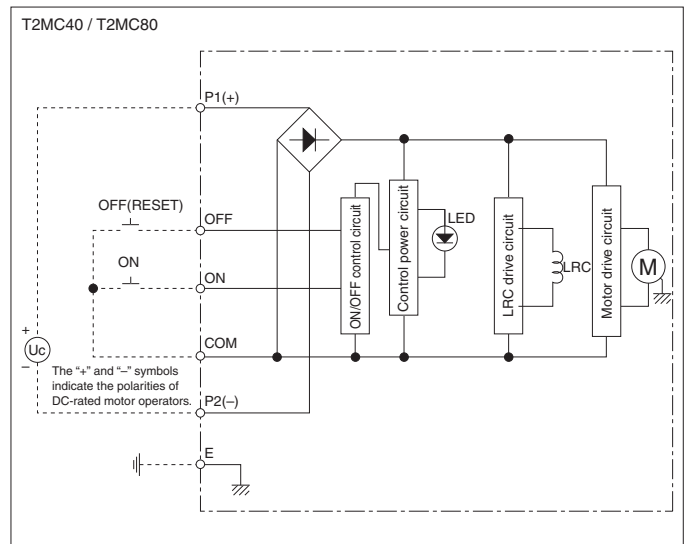 T2MC40 / T2MC80
P1(+)
OFF(RESET)
OFF
ON
ON
COM
+
Uc
–
The “+” and “–” symbols
indicate the polarities of
DC-rated motor operators.
P2(–)
E
ON/OFF control circuit
Control power circuit
LED
LRC drive circuit
LRC
Motor drive circuit
M